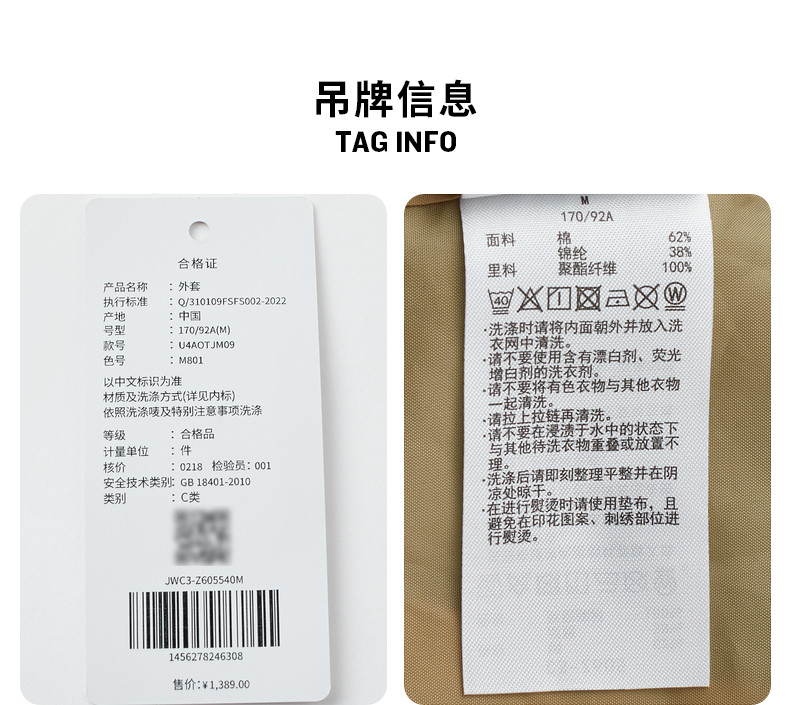 吊牌信息
TAG INFO
合格证
产品名称 ：外套
执行标准 ：Q/310109FSFS002-2022
产地 ：中国
号型 ：170/92A(M)
款号 ：U4AOTJM09
色号 ：M801
以中文标识为准
材质及洗涤方式(详见内标)
依照洗涤唛及特别注意事项洗涤
等级 ：合格品
计量单位 ：件
核价 ：0218 检验员：001
安全技术类别：GB 18401-2010
类别 ：C类
JWC3-Z605540M
1456278246308
售价：¥1,389.00
M
170/92A
面料 棉 62%
锦纶 38%
里料 聚酯纤维 100%
40
W
·洗涤时请将内面朝外并放入洗
衣网中清洗。
·请不要使用含有漂白剂、荧光
增白剂的洗衣剂。
·请不要将有色衣物与其他衣物
一起清洗。
·请拉上拉链再清洗。
·请不要在浸渍于水中的状态下
与其他待洗衣物重叠或放置不
理。
·洗涤后请即刻整理平整并在阴
凉处晾干。
·在进行熨烫时请使用垫布，且
避免在印花图案、刺绣部位进
行熨烫。